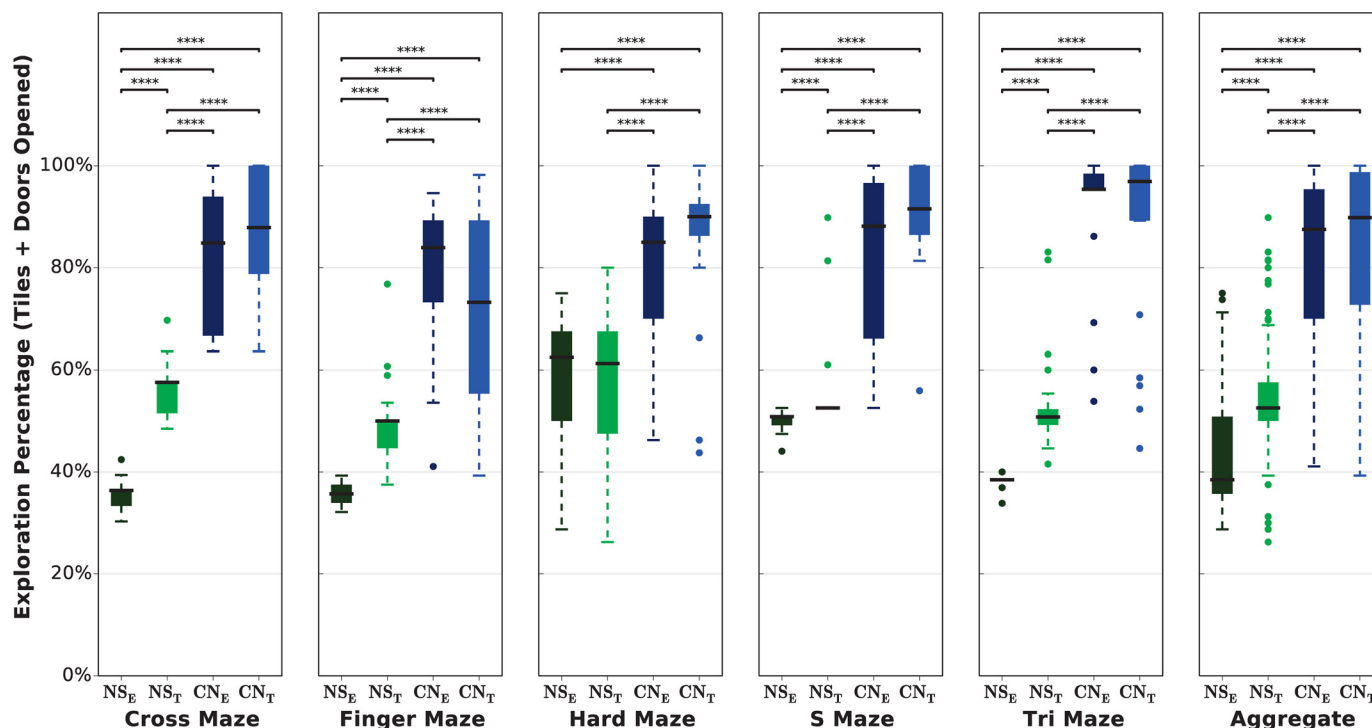 Exploration Percentage (Tiles + Doors Opened)
100%
80%
60%
40%
20%
0%
**** **** **** **** ****
NS_E NS_T CN_E CN_T
Cross Maze
**** **** **** **** ****
NS_E NS_T CN_E CN_T
Finger Maze
**** **** **** ****
NS_E NS_T CN_E CN_T
Hard Maze
**** **** **** **** ****
NS_E NS_T CN_E CN_T
S Maze
**** **** **** **** ****
NS_E NS_T CN_E CN_T
Tri Maze
**** **** **** **** ****
NS_E NS_T CN_E CN_T
Aggregate